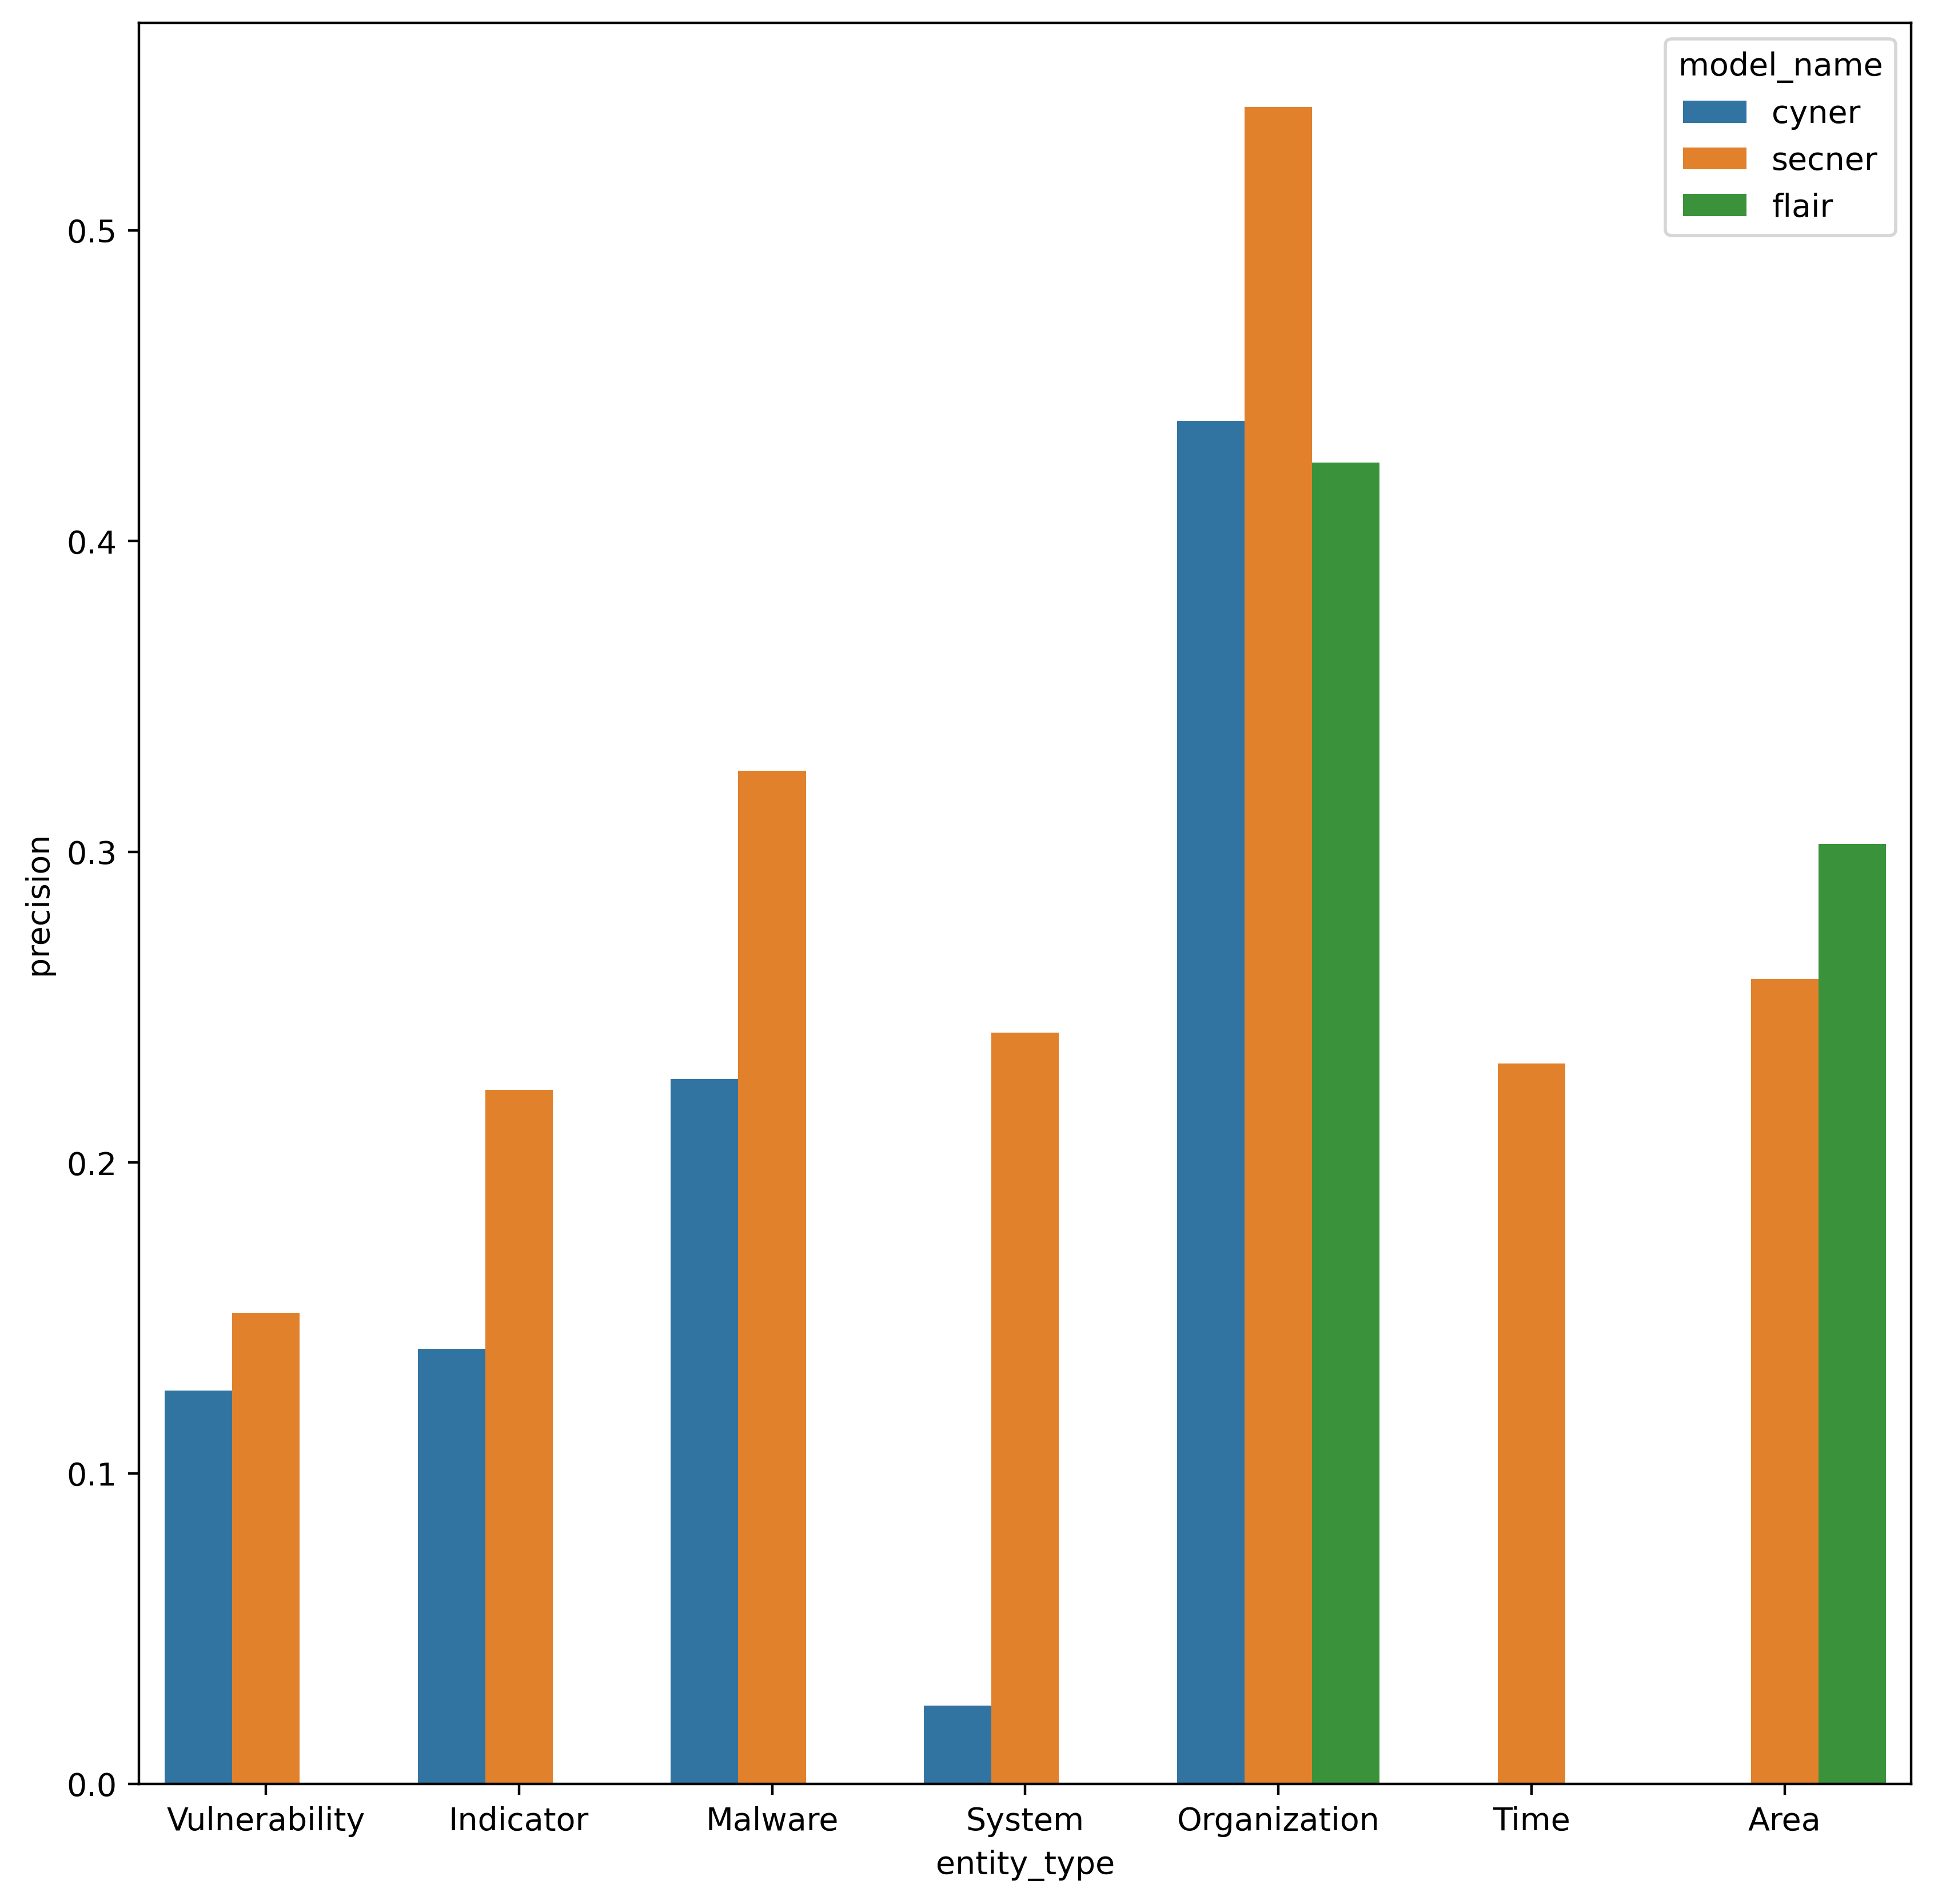 model_name
cyner
secner
flair
precision
0.5
0.4
0.3
0.2
0.1
0.0
Vulnerability Indicator Malware System Organization Time Area
entity_type